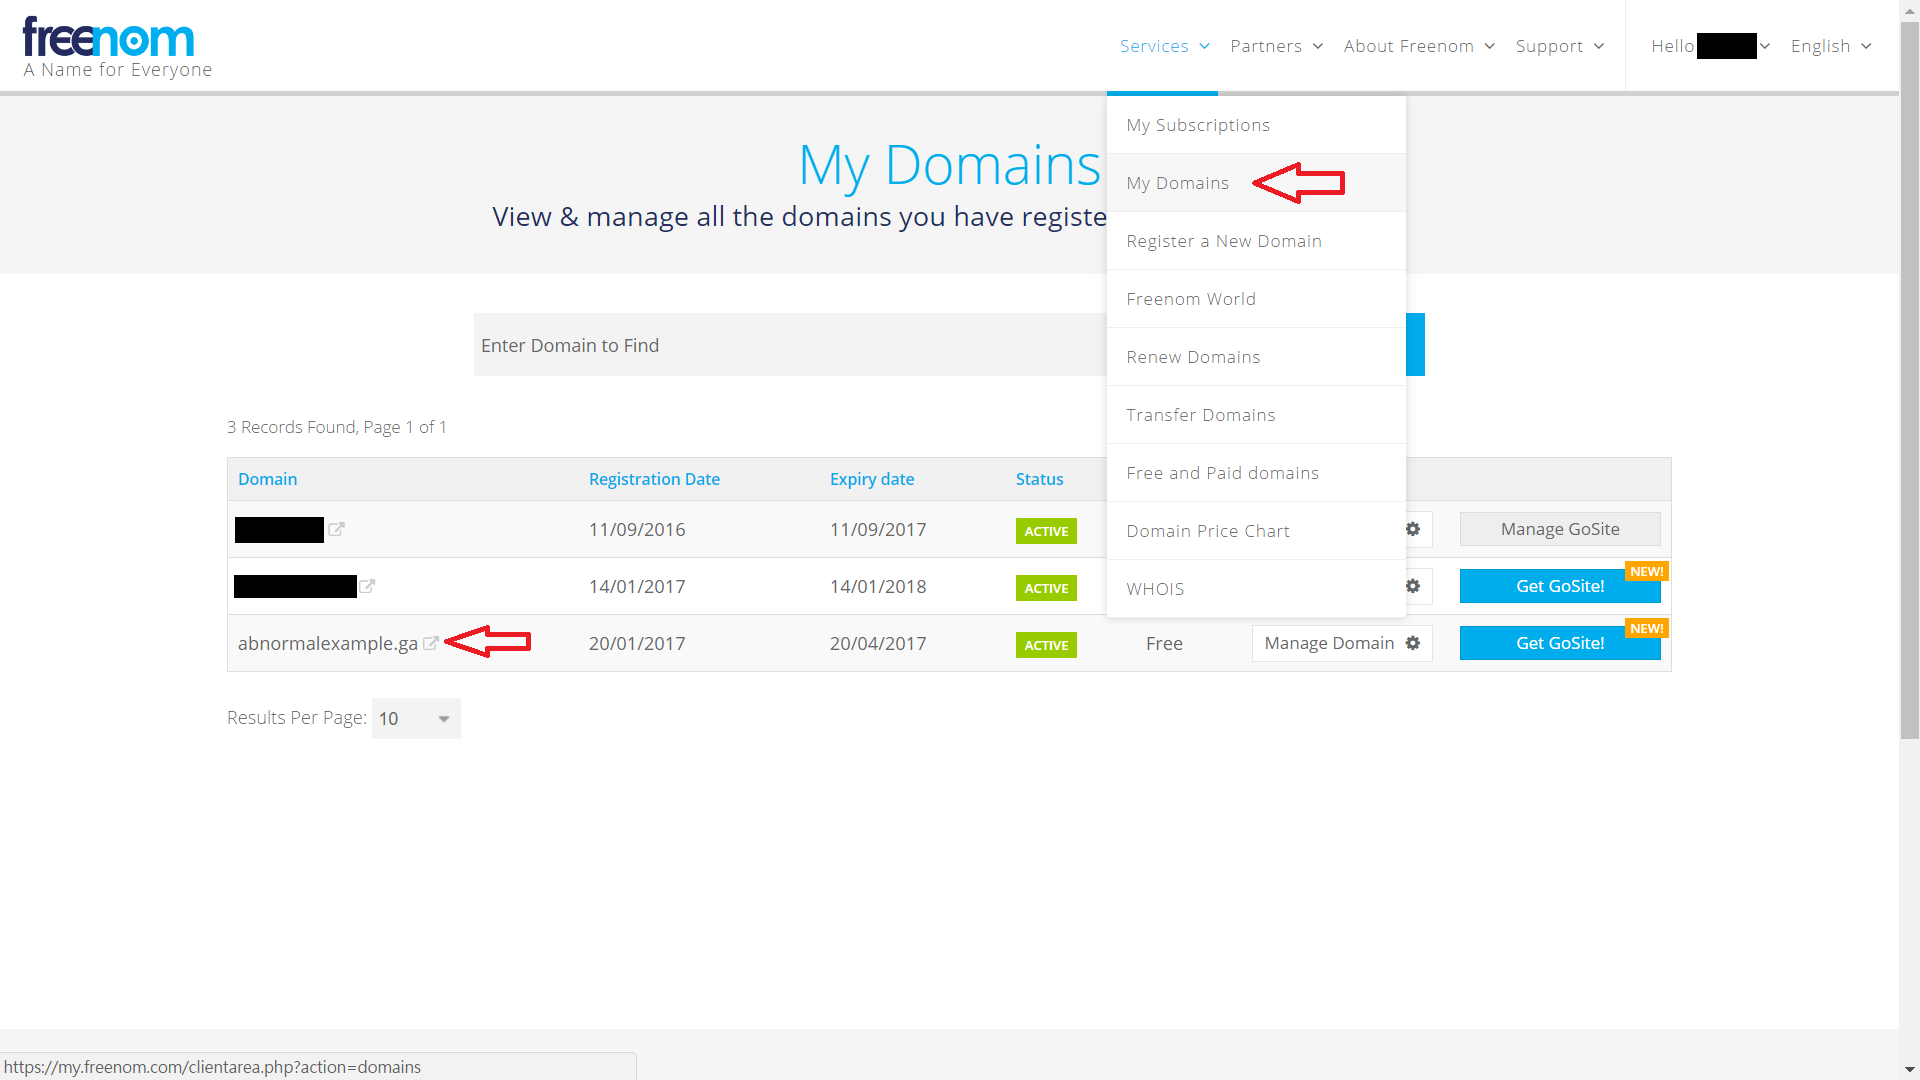 freenom
A Name for Everyone
Services Partners About Freenom Support Hello English
My Subscriptions
My Domains
Register a New Domain
Freenom World
Renew Domains
Transfer Domains
Free and Paid domains
Domain Price Chart
WHOIS
My Domains
View & manage all the domains you have registe
Enter Domain to Find
3 Records Found, Page 1 of 1
Domain Registration Date Expiry date Status
11/09/2016 11/09/2017 ACTIVE Manage GoSite
14/01/2017 14/01/2018 ACTIVE Get GoSite! NEW!
abnormalexample.ga 20/01/2017 20/04/2017 ACTIVE Free Manage Domain Get GoSite! NEW!
Results Per Page: 10
https://my.freenom.com/clientarea.php?action=domains